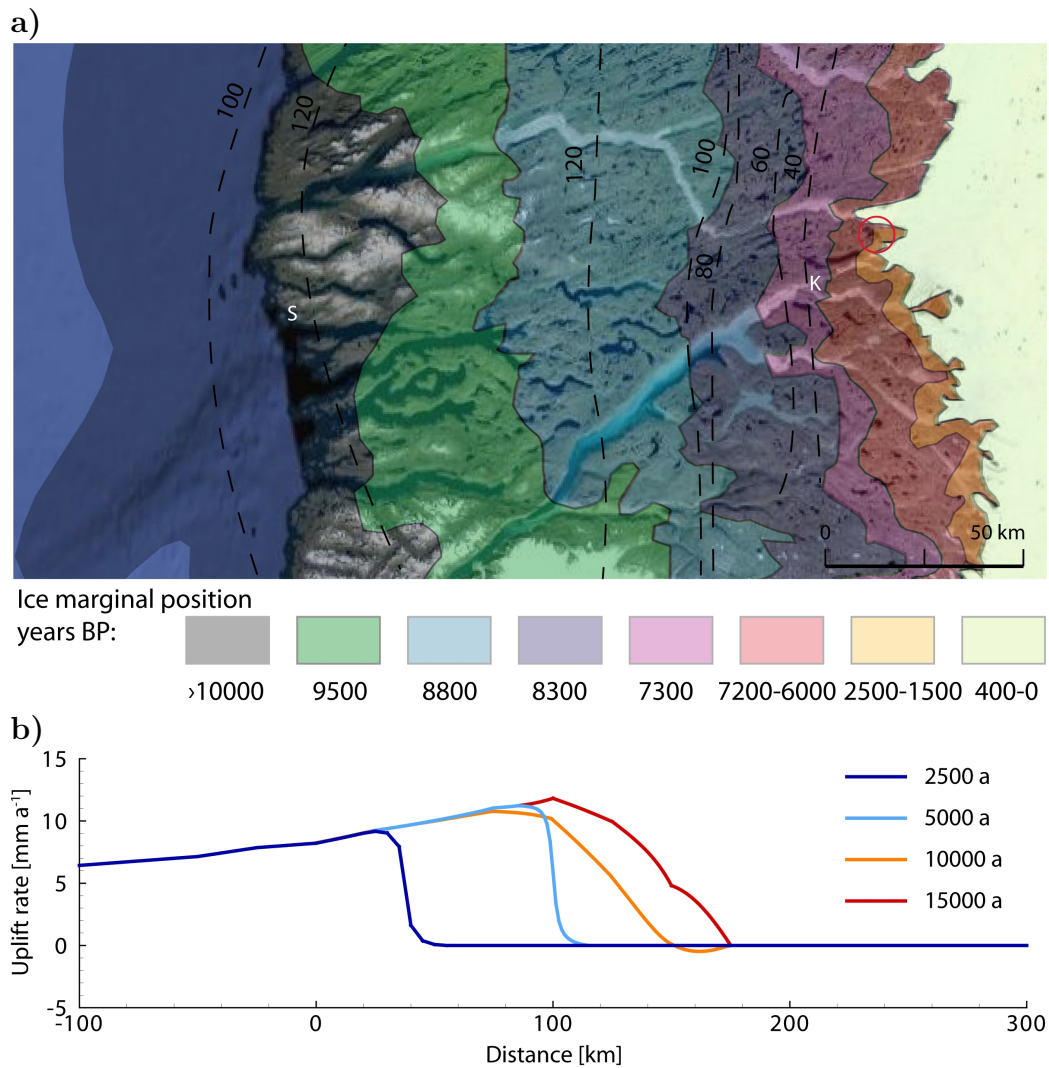 a)
100
120
120
100
60
40
80
S
K
0 50 km
Ice marginal position
years BP:
›10000 9500 8800 8300 7300 7200-6000 2500-1500 400-0
b)
15
10
5
0
-5
-100 0 100 200 300
Uplift rate [mm a⁻¹]
Distance [km]
2500 a
5000 a
10000 a
15000 a